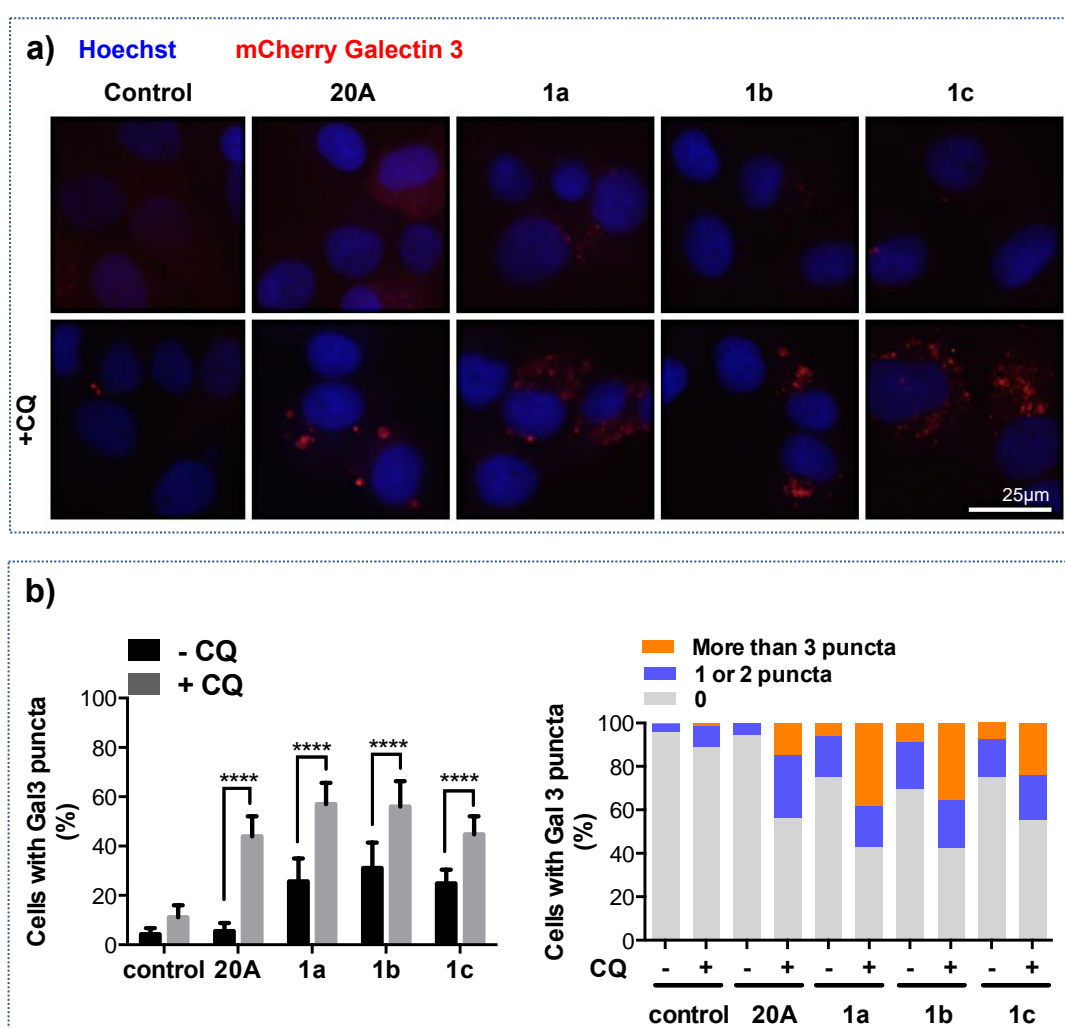 a) Hoechst mCherry Galectin 3
Control 20A 1a 1b 1c
+CQ
25µm
b)
- CQ
+ CQ
Cells with Gal3 puncta
(%)
100
80
60
40
20
0
**** **** **** ****
control 20A 1a 1b 1c
More than 3 puncta
1 or 2 puncta
0
Cells with Gal 3 puncta
(%)
100
80
60
40
20
0
CQ - + - + - + - + - +
control 20A 1a 1b 1c